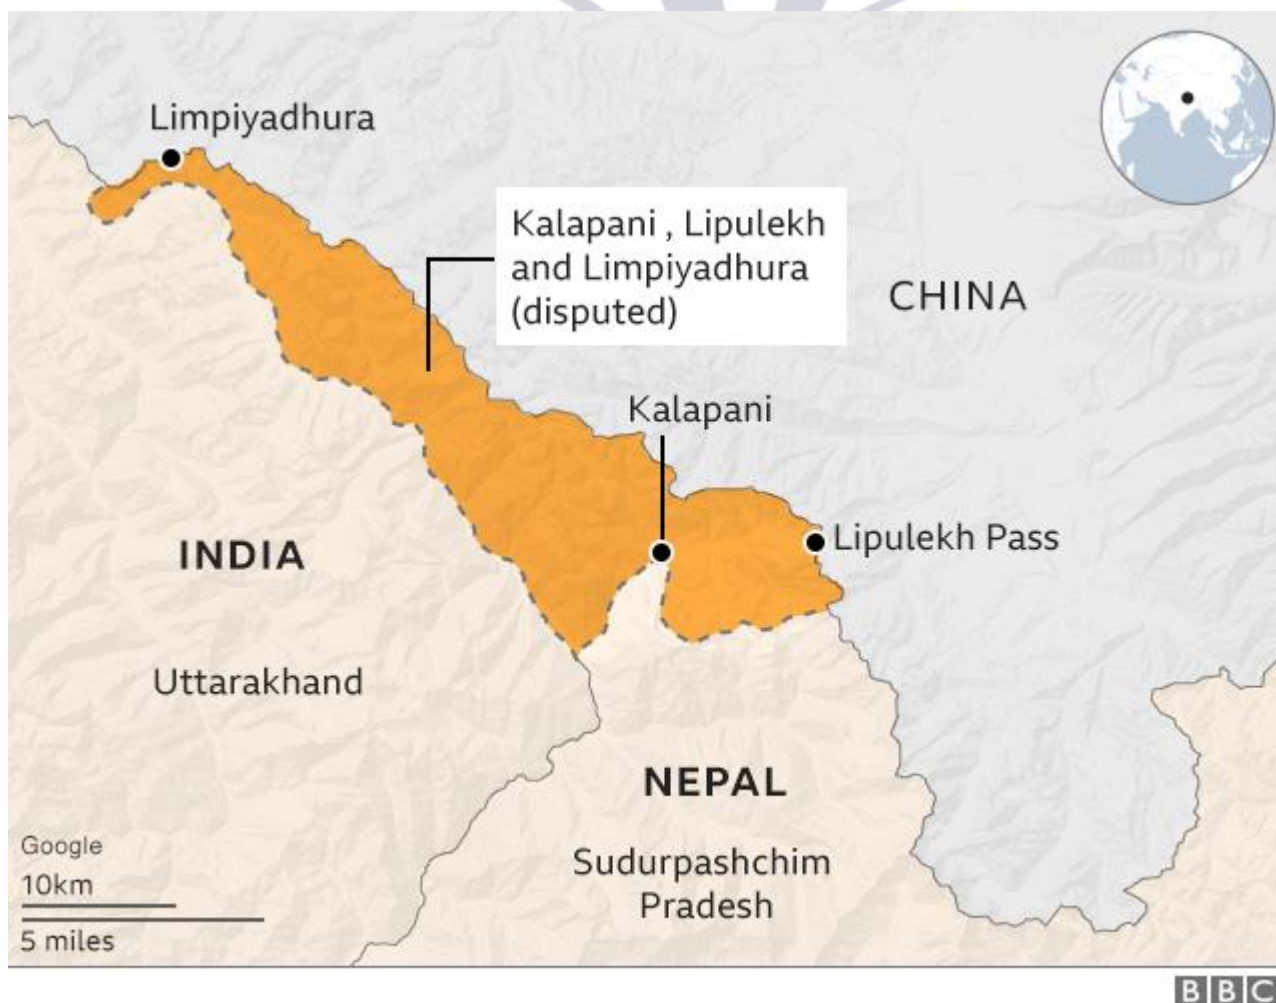 Limpiyadhura
Kalapani , Lipulekh
and Limpiyadhura
(disputed)
CHINA
Kalapani
Lipulekh Pass
INDIA
Uttarakhand
NEPAL
Sudurpashchim
Pradesh
Google
10km
5 miles
BBC